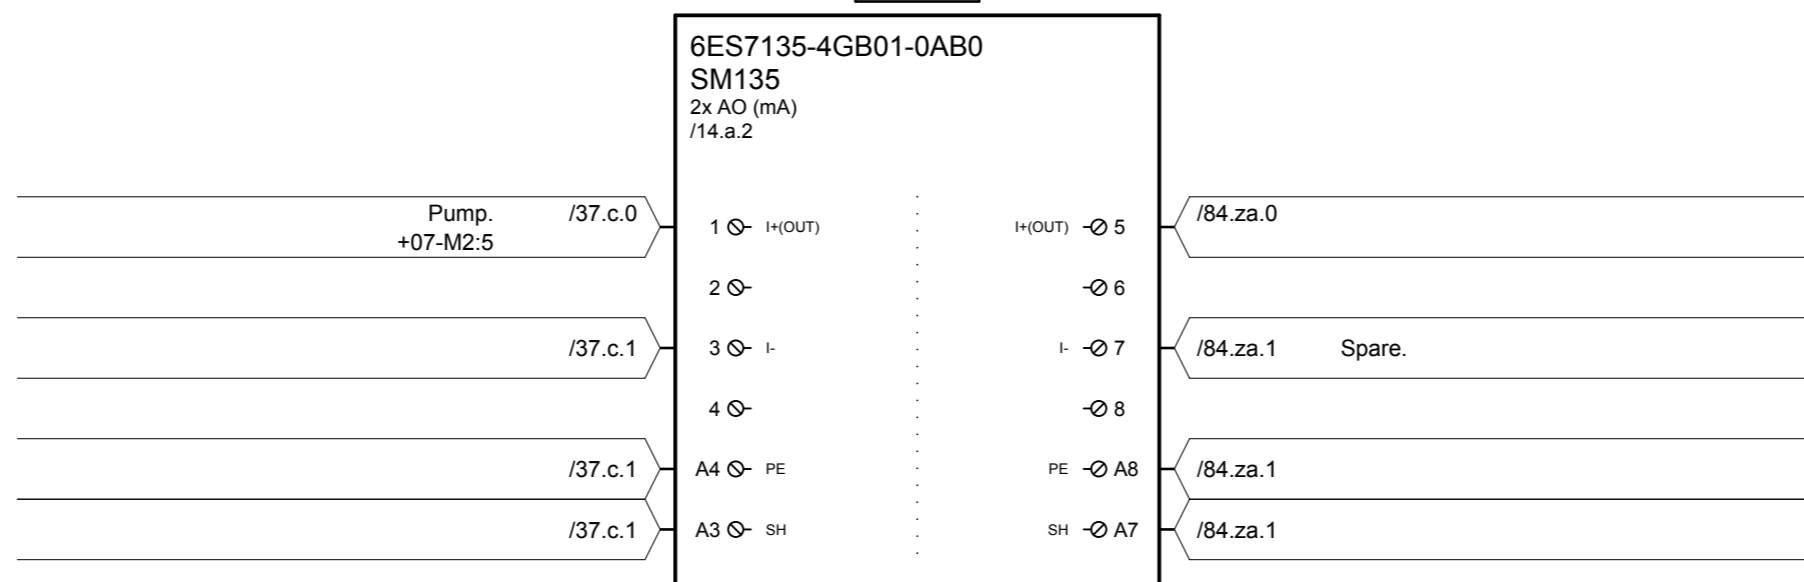 6ES7135-4GB01-0AB0
SM135
2x AO (mA)
/14.a.2
Pump. /37.c.0 1 I+(OUT) I+(OUT) 5 /84.za.0
+07-M2:5
2 6
/37.c.1 3 I- I- 7 /84.za.1 Spare.
4 8
/37.c.1 A4 PE PE A8 /84.za.1
/37.c.1 A3 SH SH A7 /84.za.1